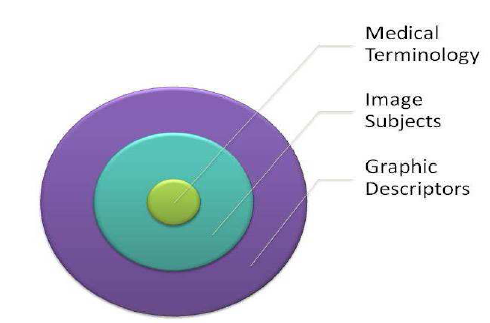 Medical
Terminology
Image
Subjects
Graphic
Descriptors